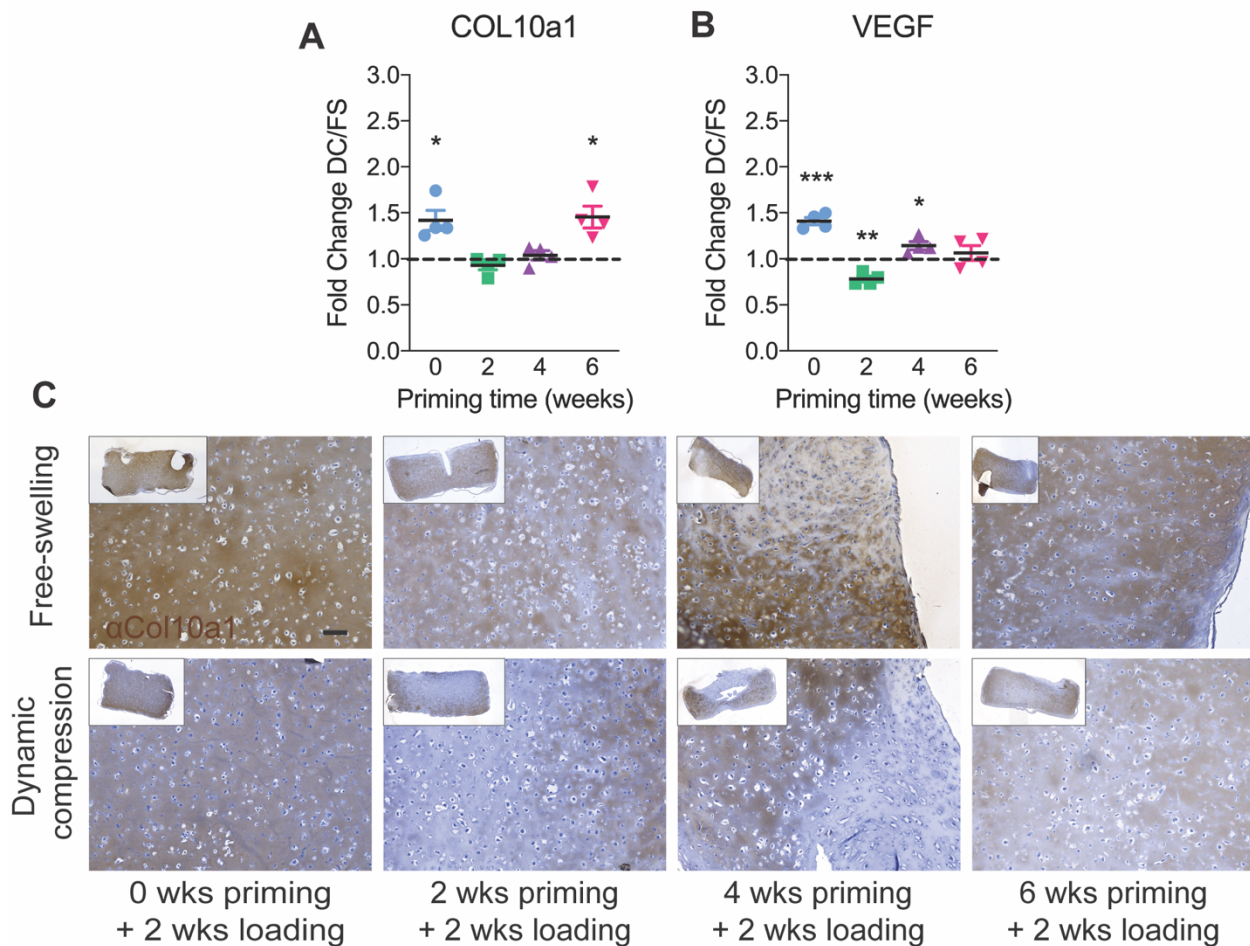 A
COL10a1
Fold Change DC/FS
3.0
2.5
2.0
1.5
1.0
0.5
0.0
*
*
0 2 4 6
Priming time (weeks)
B
VEGF
Fold Change DC/FS
3.0
2.5
2.0
1.5
1.0
0.5
0.0
***
**
*
0 2 4 6
Priming time (weeks)
C
Free-swelling
αCol10a1
Dynamic
compression
0 wks priming
+ 2 wks loading
2 wks priming
+ 2 wks loading
4 wks priming
+ 2 wks loading
6 wks priming
+ 2 wks loading